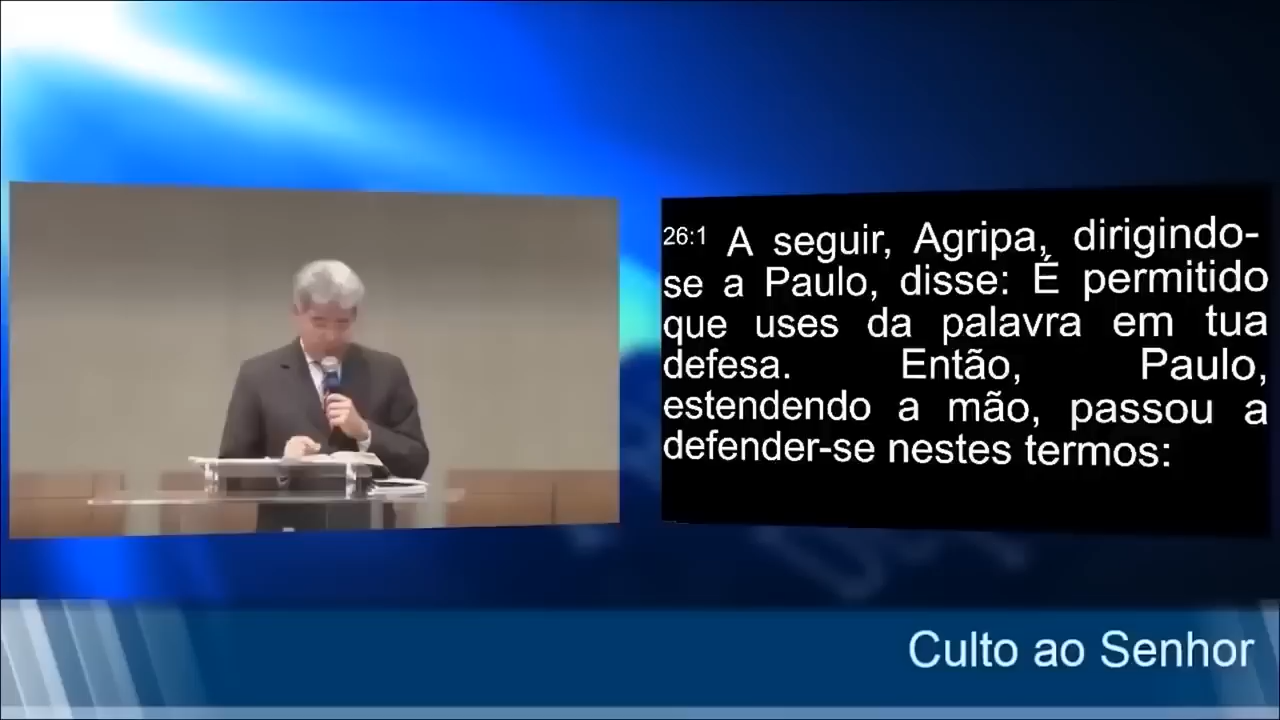 26:1 A seguir, Agripa, dirigindo-
se a Paulo, disse: É permitido
que uses da palavra em tua
defesa. Então, Paulo,
estendendo a mão, passou a
defender-se nestes termos:
Culto ao Senhor